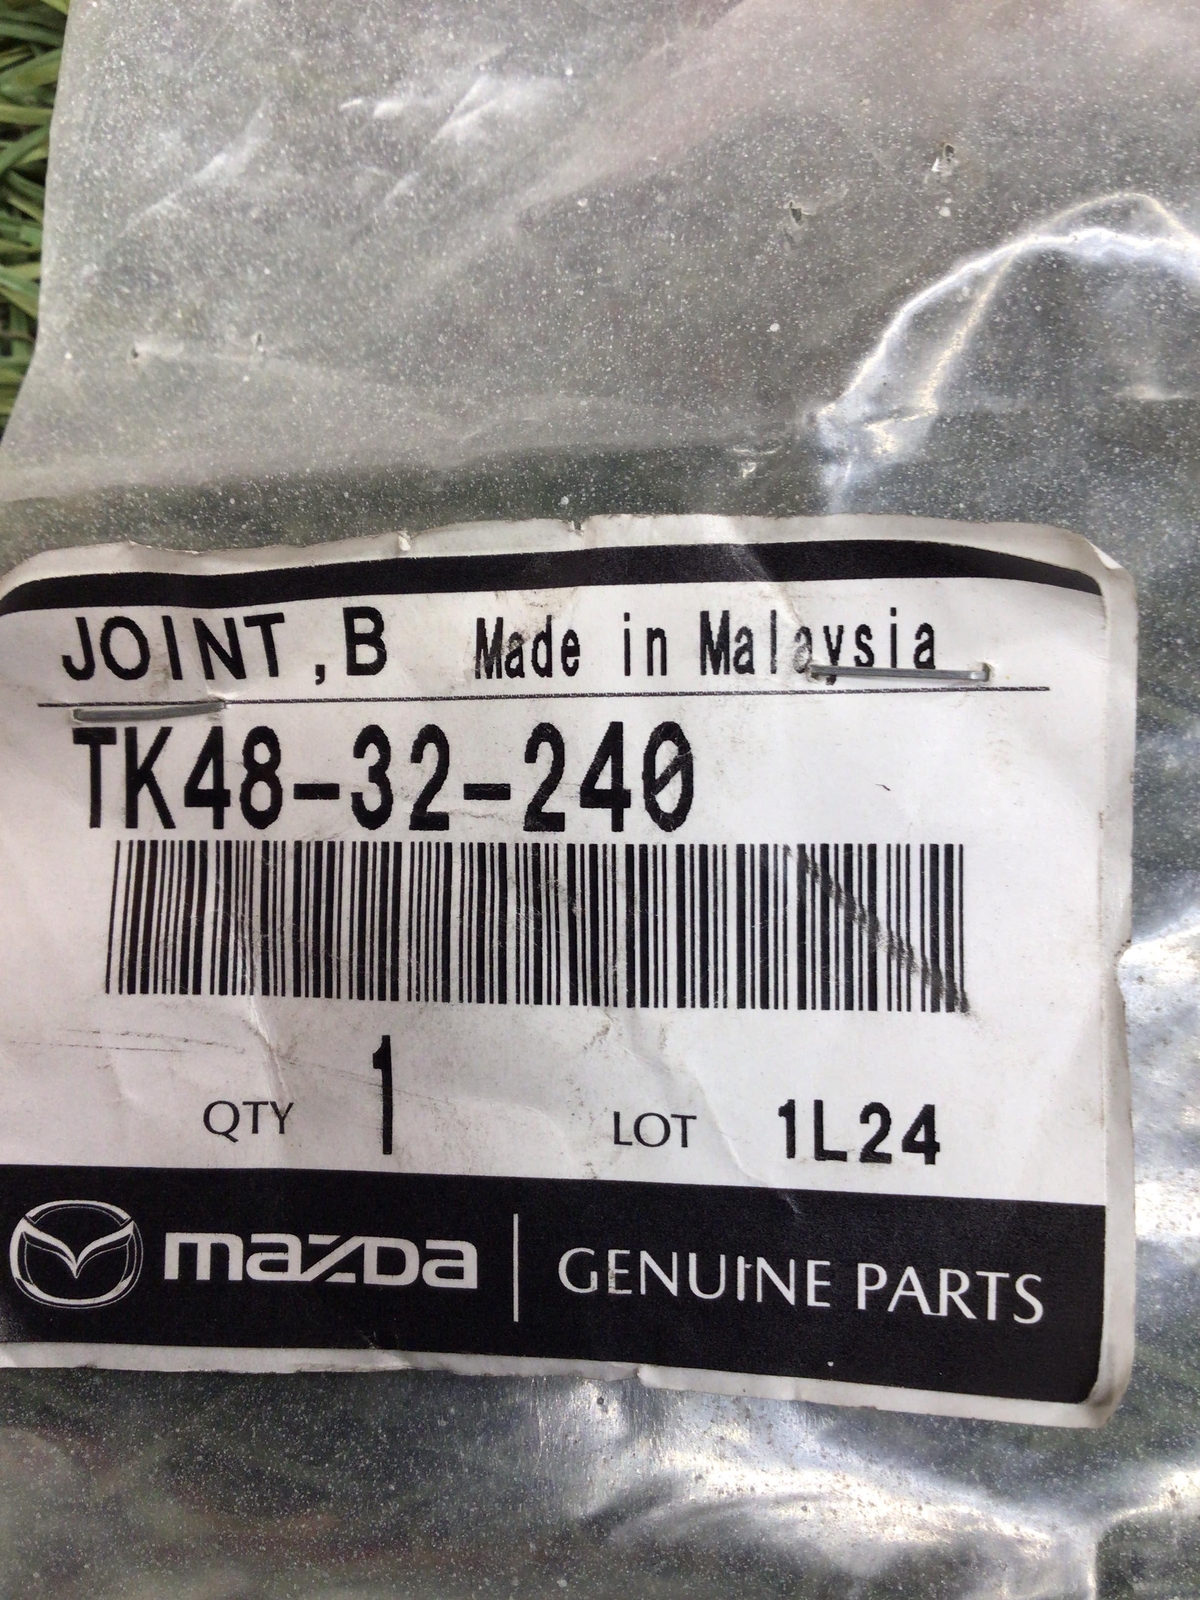 JOINT,B Made in Malaysia
TK48-32-240
QTY 1 LOT 1L24
mazda GENUINE PARTS